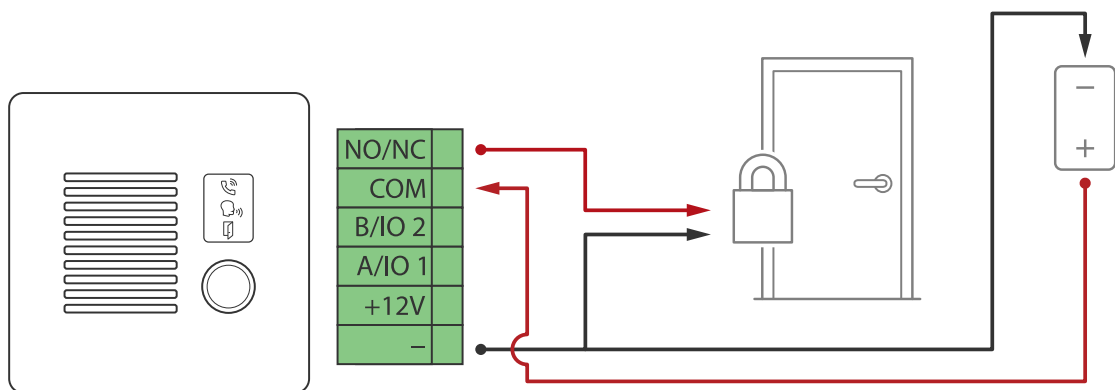 NO/NC
COM
B/IO 2
A/IO 1
+12V
−
−
+